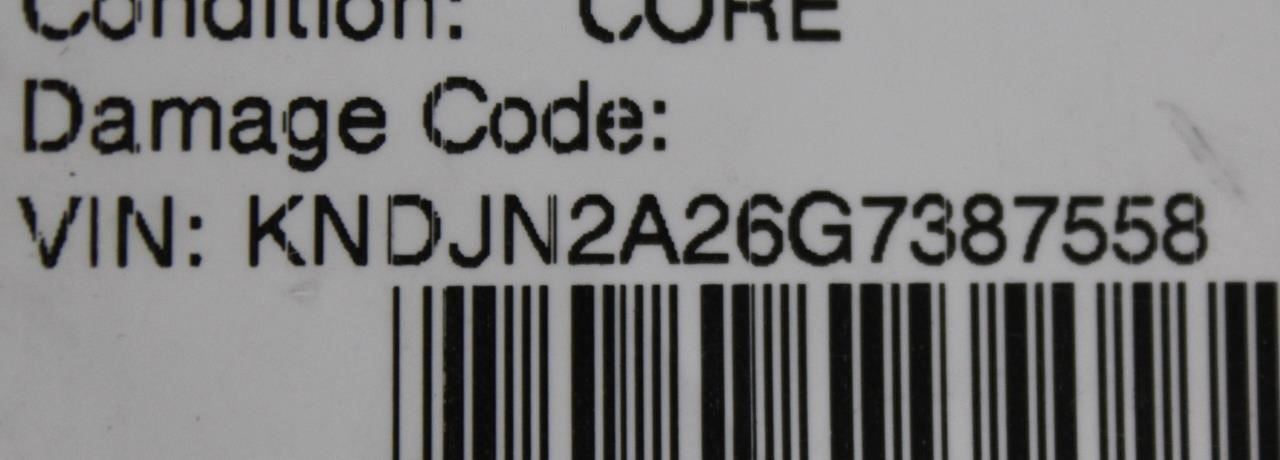 Condition: CORE
Damage Code:
VIN: KNDJN2A26G7387558